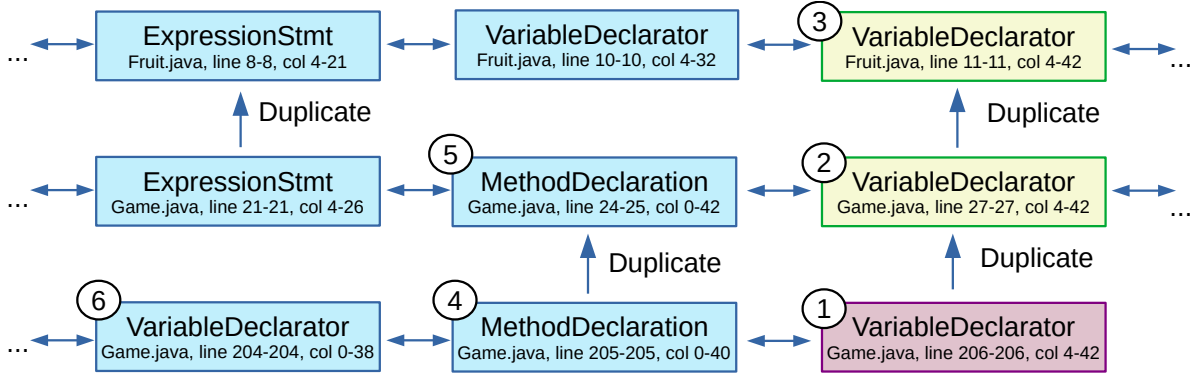 3
ExpressionStmt
Fruit.java, line 8-8, col 4-21
VariableDeclarator
Fruit.java, line 10-10, col 4-32
VariableDeclarator
Fruit.java, line 11-11, col 4-42
...
...
Duplicate
Duplicate
5
2
ExpressionStmt
Game.java, line 21-21, col 4-26
MethodDeclaration
Game.java, line 24-25, col 0-42
VariableDeclarator
Game.java, line 27-27, col 4-42
...
...
Duplicate
Duplicate
6
4
1
VariableDeclarator
Game.java, line 204-204, col 0-38
MethodDeclaration
Game.java, line 205-205, col 0-40
VariableDeclarator
Game.java, line 206-206, col 4-42
...